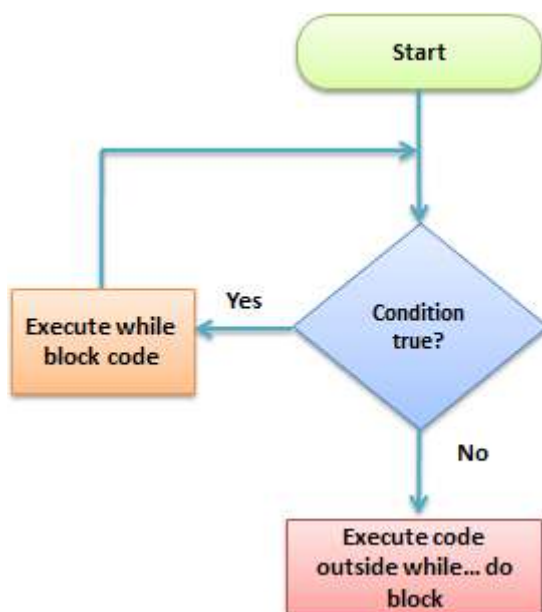 Start
Yes
Condition
true?
Execute while
block code
No
Execute code
outside while... do
block